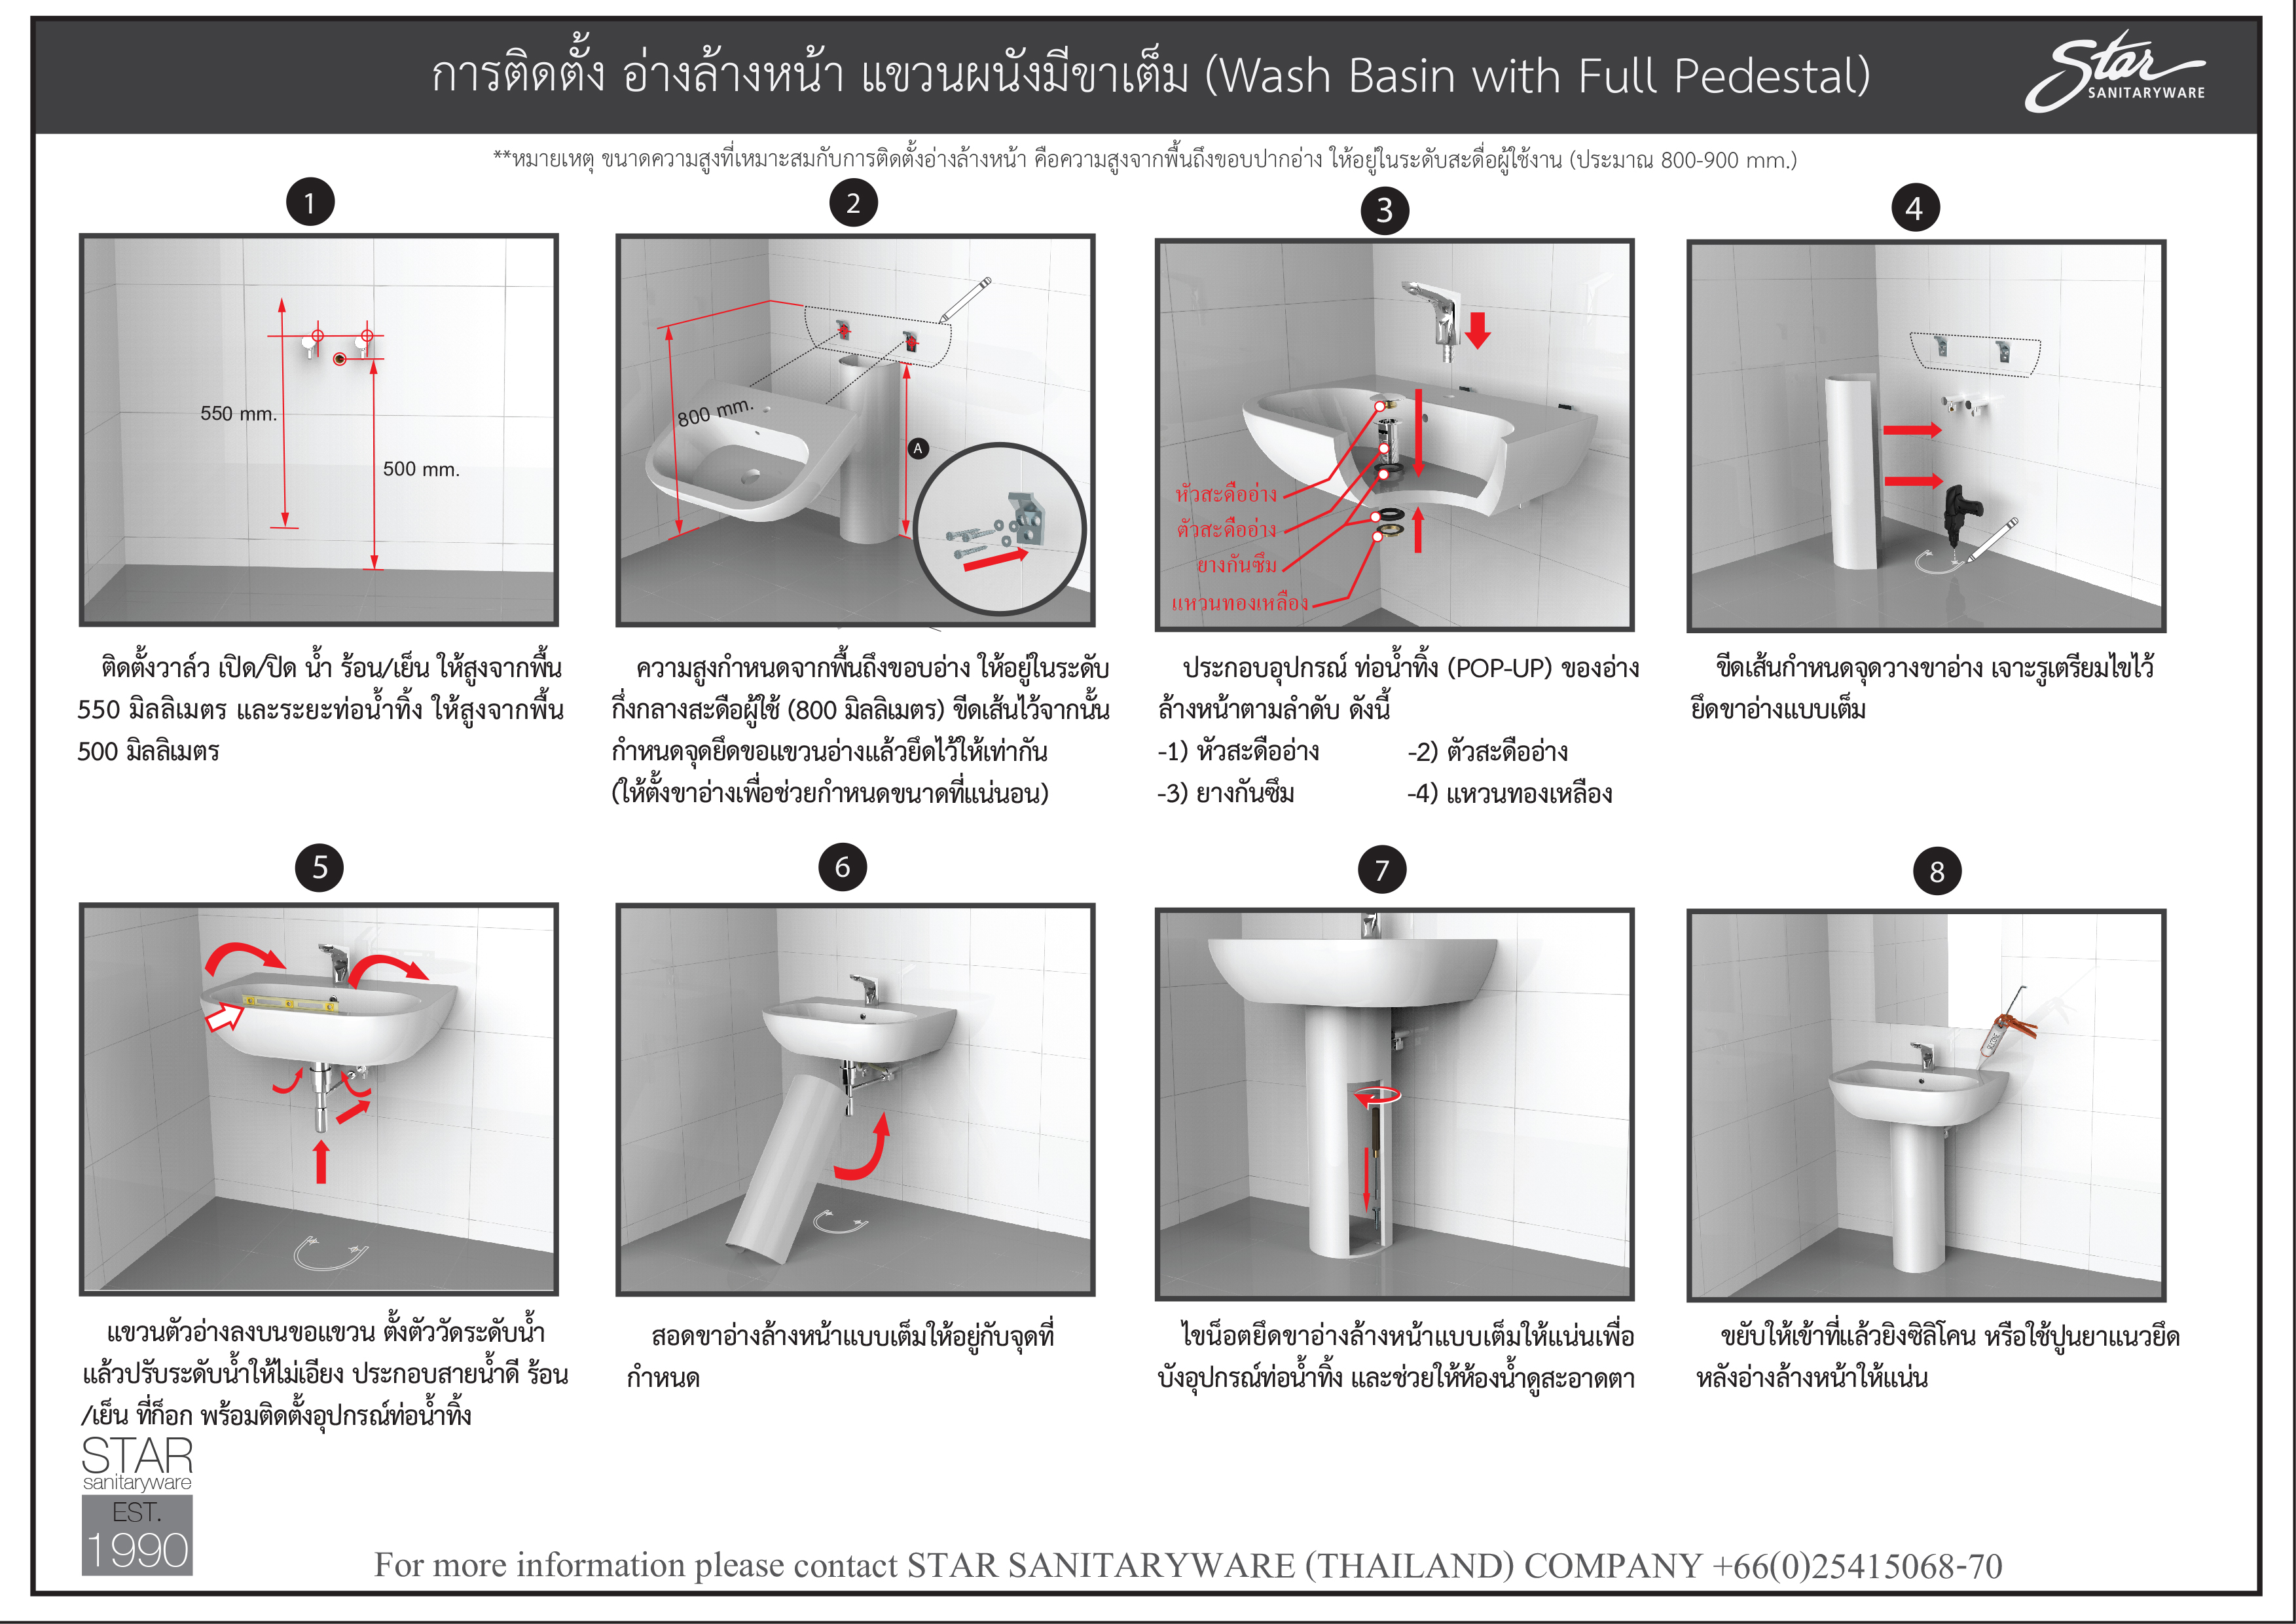 การติดตั้ง อ่างล้างหน้า แขวนผนังมีขาเต็ม (Wash Basin with Full Pedestal)
Star
SANITARYWARE
**หมายเหตุ ขนาดความสูงที่เหมาะสมกับการติดตั้งอ่างล้างหน้า คือความสูงจากพื้นถึงขอบปากอ่าง ให้อยู่ในระดับสะดื่อผู้ใช้งาน (ประมาณ 800-900 mm.)
1
550 mm.
500 mm.
ติดตั้งวาล์ว เปิด/ปิด น้ำ ร้อน/เย็น ให้สูงจากพื้น
550 มิลลิเมตร และระยะท่อน้ำทิ้ง ให้สูงจากพื้น
500 มิลลิเมตร
2
800 mm.
A
ความสูงกำหนดจากพื้นถึงขอบอ่าง ให้อยู่ในระดับ
กึ่งกลางสะดือผู้ใช้ (800 มิลลิเมตร) ขีดเส้นไว้จากนั้น
กำหนดจุดยึดขอแขวนอ่างแล้วยึดไว้ให้เท่ากัน
(ให้ตั้งขาอ่างเพื่อช่วยกำหนดขนาดที่แน่นอน)
3
หัวสะดืออ่าง
ตัวสะดืออ่าง
ยางกันซึม
แหวนทองเหลือง
ประกอบอุปกรณ์ ท่อน้ำทิ้ง (POP-UP) ของอ่าง
ล้างหน้าตามลำดับ ดังนี้
-1) หัวสะดืออ่าง -2) ตัวสะดืออ่าง
-3) ยางกันซึม -4) แหวนทองเหลือง
4
ขีดเส้นกำหนดจุดวางขาอ่าง เจาะรูเตรียมไขไว้
ยึดขาอ่างแบบเต็ม
5
แขวนตัวอ่างลงบนขอแขวน ตั้งตัววัดระดับน้ำ
แล้วปรับระดับน้ำให้ไม่เอียง ประกอบสายน้ำดี ร้อน
/เย็น ที่ก็อก พร้อมติดตั้งอุปกรณ์ท่อน้ำทิ้ง
6
สอดขาอ่างล้างหน้าแบบเต็มให้อยู่กับจุดที่
กำหนด
7
ไขน็อตยึดขาอ่างล้างหน้าแบบเต็มให้แน่นเพื่อ
บังอุปกรณ์ท่อน้ำทิ้ง และช่วยให้ห้องน้ำดูสะอาดตา
8
ขยับให้เข้าที่แล้วยิงซิลิโคน หรือใช้ปูนยาแนวยึด
หลังอ่างล้างหน้าให้แน่น
STAR
sanitaryware
EST.
1990
For more information please contact STAR SANITARYWARE (THAILAND) COMPANY +66(0)25415068-70